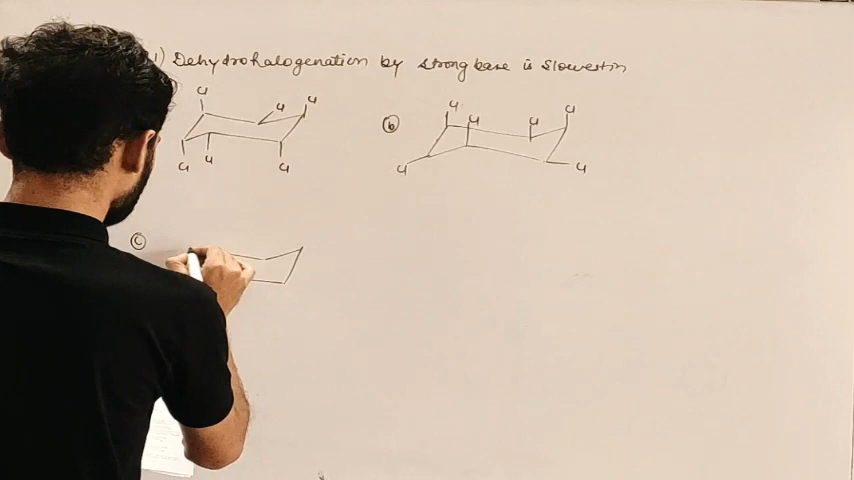 1) Dehydrohalogenation by strong base is slowest in
Cl Cl Cl
Cl Cl Cl
(b) Cl Cl Cl Cl
Cl Cl
(c)